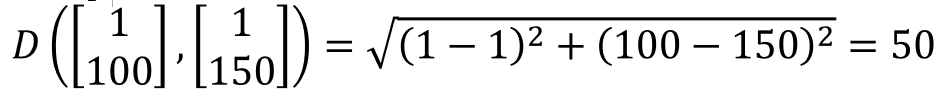 D([1 100], [1 150]) = √(1 − 1)² + (100 − 150)² = 50